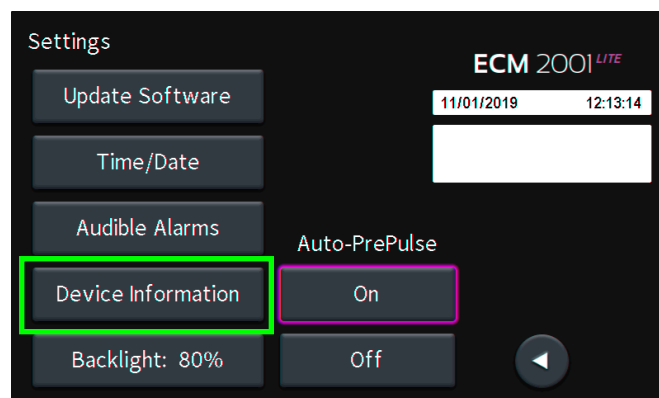 Settings
ECM 2001 LITE
Update Software
11/01/2019 12:13:14
Time/Date
Audible Alarms
Auto-PrePulse
Device Information
On
Backlight: 80%
Off